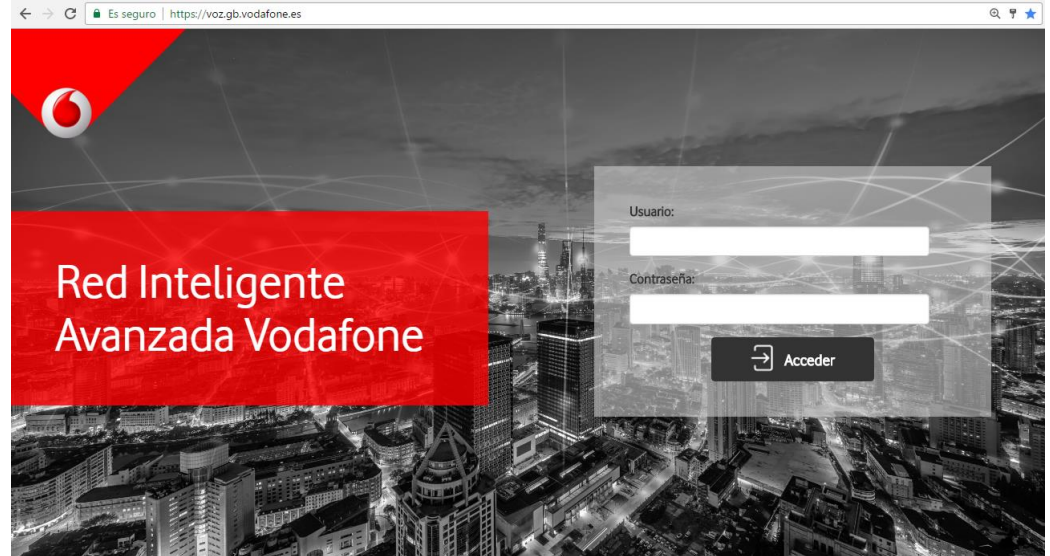 Es seguro | https://voz.gb.vodafone.es
Red Inteligente
Avanzada Vodafone
Usuario:
Contraseña:
Acceder